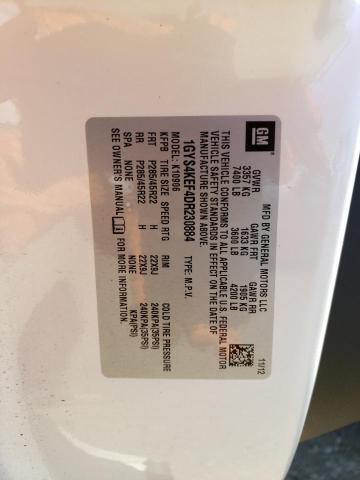 GM
MFD BY GENERAL MOTORS LLC 11/12
GVWR GAWR FRT GAWR RR
3357 KG 1633 KG 1905 KG
7400 LB 3600 LB 4200 LB
THIS VEHICLE CONFORMS TO ALL APPLICABLE U.S. FEDERAL MOTOR
VEHICLE SAFETY STANDARDS IN EFFECT ON THE DATE OF
MANUFACTURE SHOWN ABOVE.
1GYS4KEF4DR230884 TYPE: M.P.V.
MODEL: K10906
KFPB TIRE SIZE SPEED RTG RIM COLD TIRE PRESSURE
FRT P285/45R22 H 22X9J 240KPA(35PSI)
RR P285/45R22 H 22X9J 240KPA(35PSI)
SPA NONE NONE KPA(PSI)
SEE OWNER'S MANUAL FOR MORE INFORMATION.